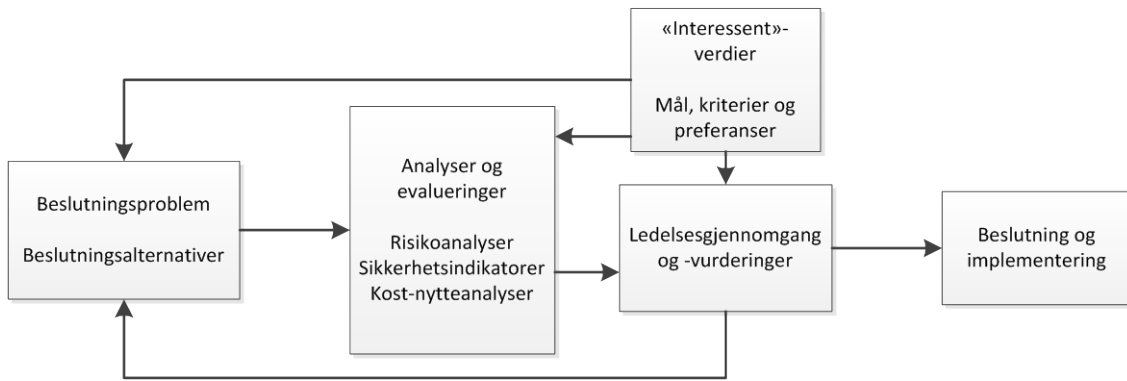 «Interessent»-
verdier
Mål, kriterier og
preferanser
Beslutningsproblem
Beslutningsalternativer
Analyser og
evalueringer
Risikoanalyser
Sikkerhetsindikatorer
Kost-nytteanalyser
Ledelsesgjennomgang
og -vurderinger
Beslutning og
implementering